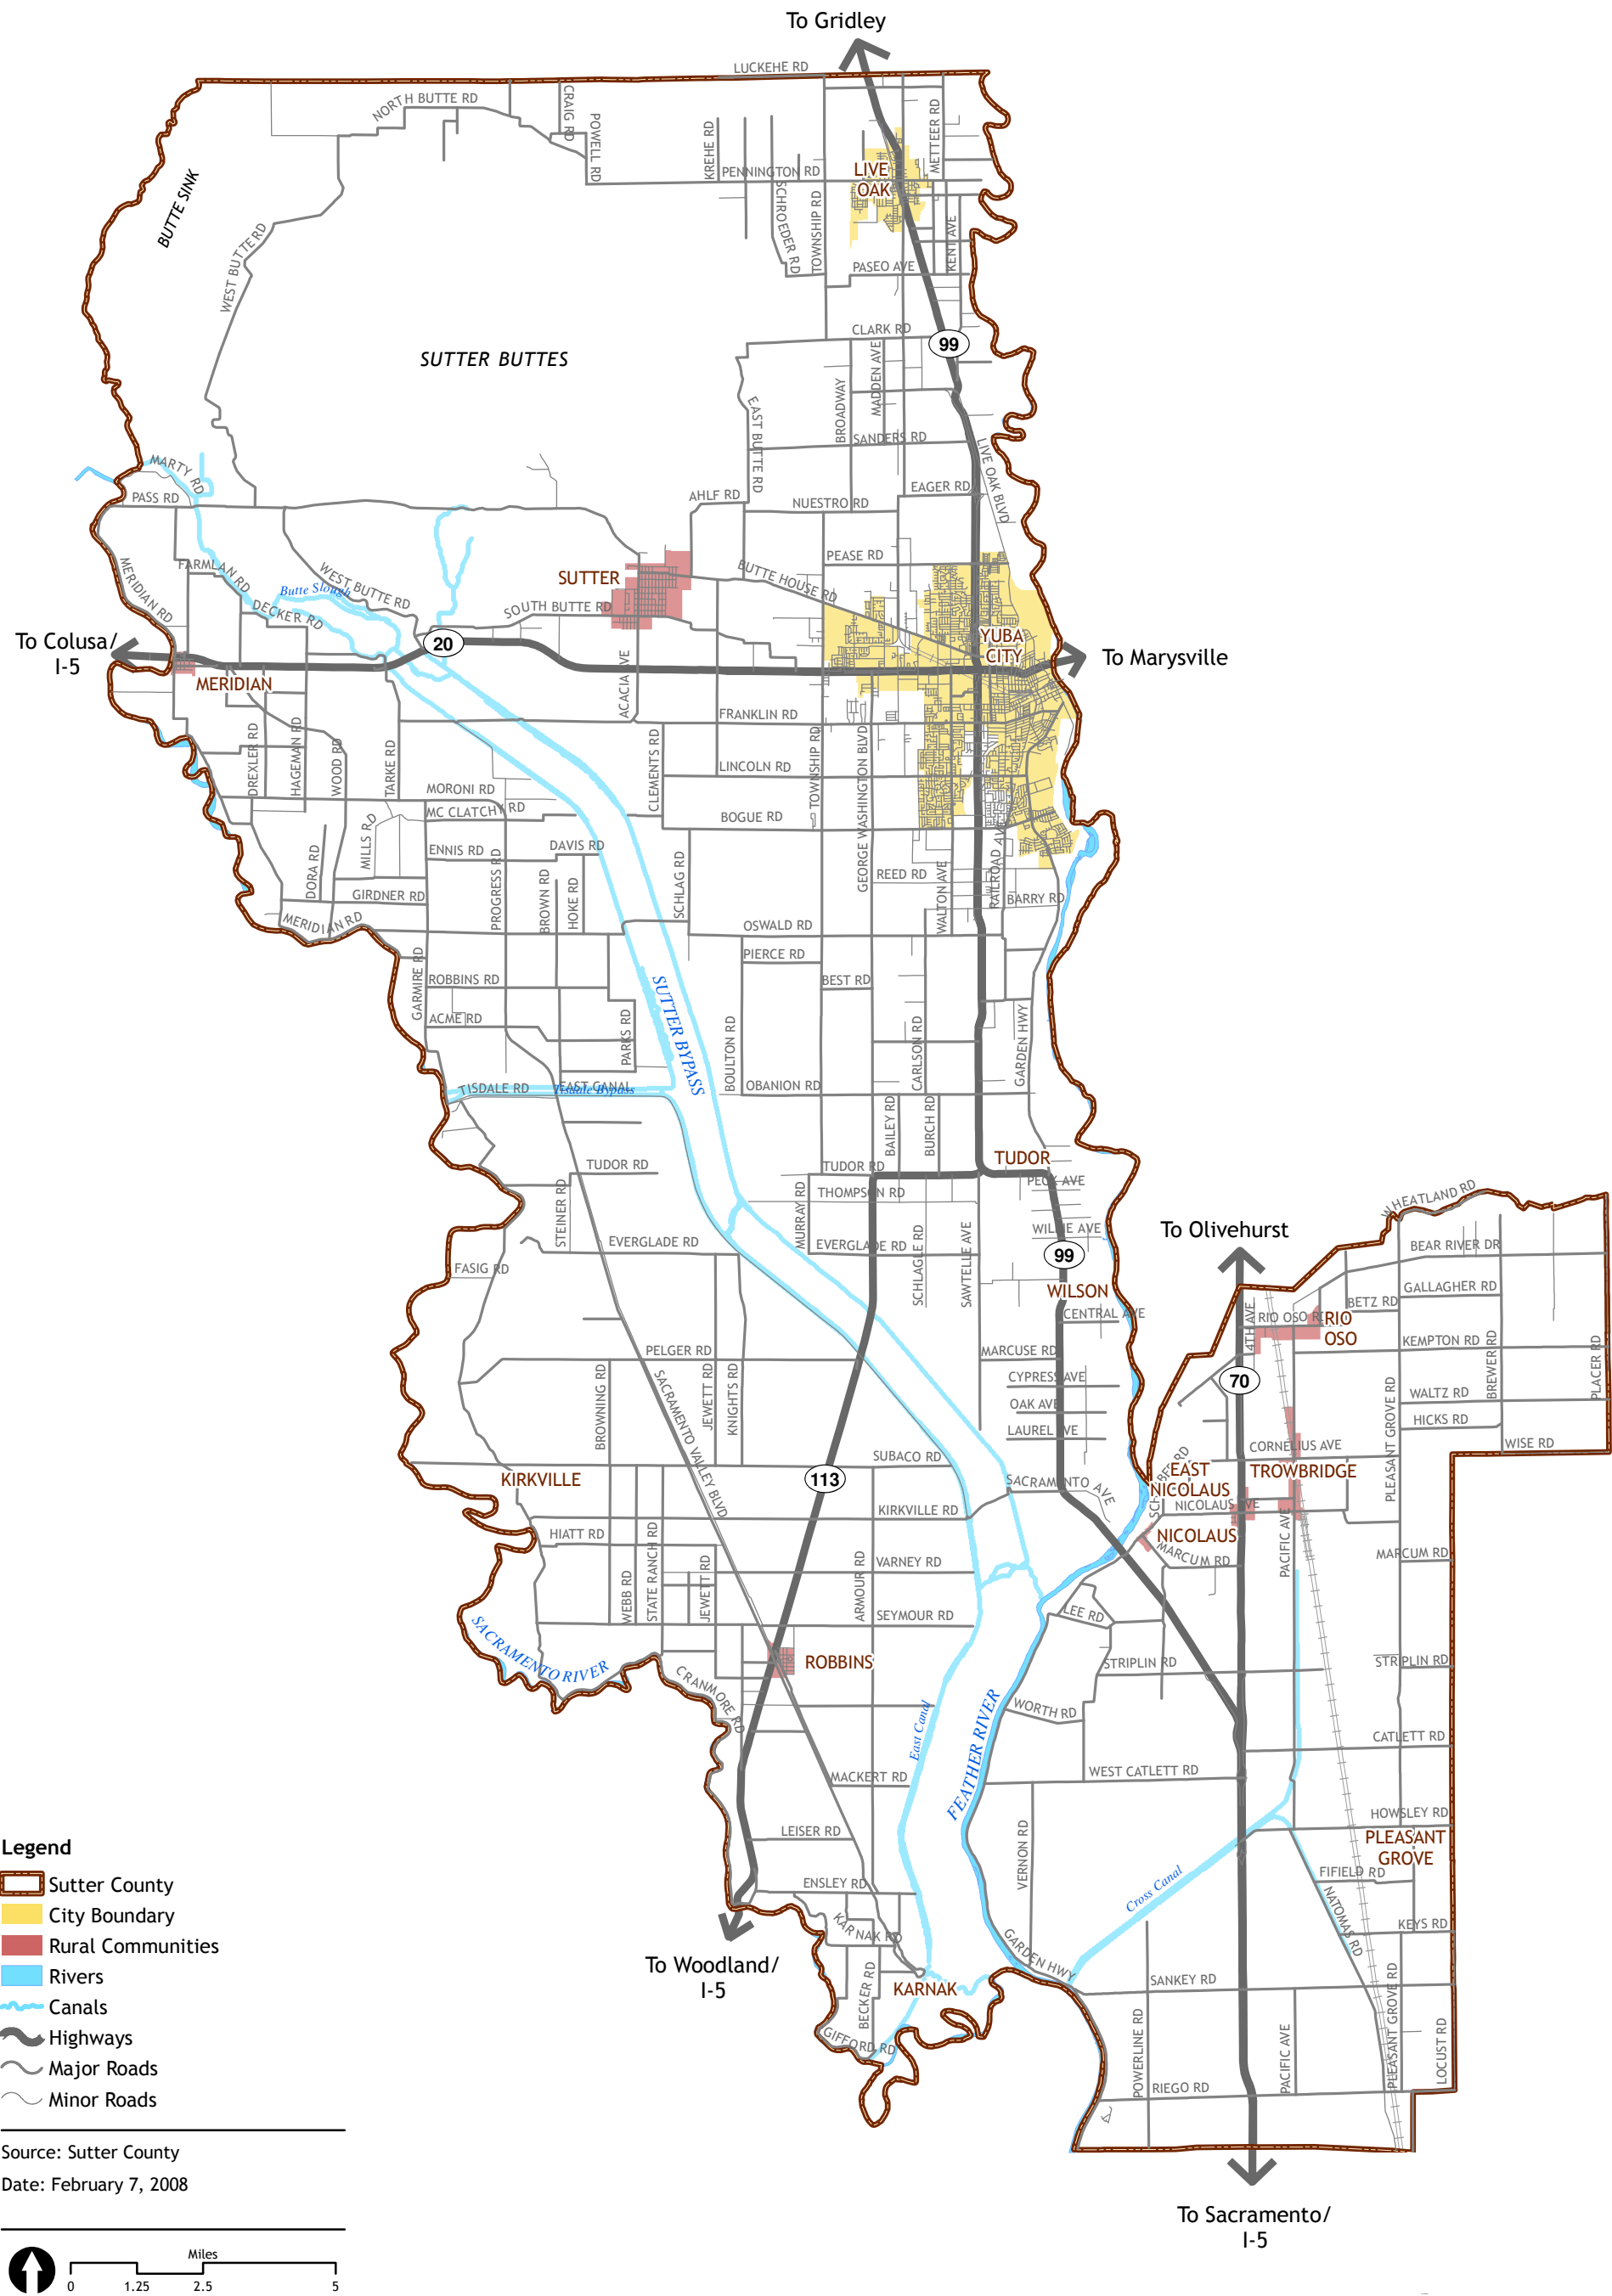 To Gridley
LUCKEHE RD
NORTH BUTTE RD
CRAIG RD
POWELL RD
KREHE RD
METTEER RD
PENNINGTON RD
LIVE
OAK
BUTTE SINK
SCHROEDER RD
TOWNSHIP RD
KENT AVE
WEST BUTTE RD
PASEO AVE
CLARK RD
99
SUTTER BUTTES
MADDEN AVE
BROADWAY
EAST BUTTE RD
SANDERS RD
LIVE OAK BLVD
MARTY RD
PASS RD
AHLF RD
EAGER RD
NUESTRO RD
PEASE RD
MERIDIAN RD
FARMLAN RD
WEST BUTTE RD
SUTTER
BUTTE HOUSE RD
Butte Slough
DECKER RD
SOUTH BUTTE RD
YUBA
CITY
To Colusa/
I-5
20
To Marysville
MERIDIAN
ACACIA AVE
FRANKLIN RD
DREXLER RD
HAGEMAN RD
WOOD RD
TARKE RD
CLEMENTS RD
TOWNSHIP RD
GEORGE WASHINGTON BLVD
LINCOLN RD
MORONI RD
MC CLATCHY RD
BOGUE RD
MILLS RD
DORA RD
ENNIS RD
DAVIS RD
PROGRESS RD
BROWN RD
HOKE RD
SCHLAG RD
REED RD
WALTON AVE
RAILROAD AVE
GIRDNER RD
BARRY RD
MERIDIAN RD
OSWALD RD
PIERCE RD
GARMIRE RD
ROBBINS RD
BEST RD
SUTTER BYPASS
ACME RD
PARKS RD
BOULTON RD
CARLSON RD
GARDEN HWY
TISDALE RD
EAST CANAL
Tisdale Bypass
OBANION RD
BAILEY RD
BURCH RD
TUDOR RD
TUDOR RD
TUDOR
PECK AVE
THOMPSON RD
STEINER RD
MURRAY RD
WHEATLAND RD
WILLIE AVE
EVERGLADE RD
EVERGLADE RD
SCHLAGLE RD
SAWTELLE AVE
To Olivehurst
BEAR RIVER DR
FASIG RD
99
WILSON
GALLAGHER RD
BETZ RD
CENTRAL AVE
4TH AVE
RIO OSO RD
RIO
OSO
KEMPTON RD
BREWER RD
PLACER RD
PELGER RD
MARCUSE RD
SACRAMENTO VALLEY BLVD
BROWNING RD
JEWETT RD
KNIGHTS RD
CYPRESS AVE
70
PLEASANT GROVE RD
WALTZ RD
OAK AVE
HICKS RD
LAUREL AVE
CORNELIUS AVE
WISE RD
SUBACO RD
KIRKVILLE
113
SACRAMENTO AVE
EAST
NICOLAUS
TROWBRIDGE
NICOLAUS AVE
KIRKVILLE RD
HIATT RD
NICOLAUS
PACIFIC AVE
MARCUM RD
MARCUM RD
WEBB RD
STATE RANCH RD
JEWETT RD
ARMOUR RD
VARNEY RD
SEYMOUR RD
LEE RD
SACRAMENTO RIVER
ROBBINS
STRIPLIN RD
STRIPLIN RD
CRANMORE RD
WORTH RD
East Canal
FEATHER RIVER
CATLETT RD
MACKERT RD
WEST CATLETT RD
HOWSLEY RD
LEISER RD
VERNON RD
PLEASANT
GROVE
FIFIELD RD
ENSLEY RD
Cross Canal
NATOMAS RD
KARNAK RD
KEYS RD
GARDEN HWY
To Woodland/
I-5
BECKER RD
KARNAK
SANKEY RD
PLEASANT GROVE RD
GIFFORD RD
POWERLINE RD
PACIFIC AVE
LOCUST RD
RIEGO RD
To Sacramento/
I-5
Legend
Sutter County
City Boundary
Rural Communities
Rivers
Canals
Highways
Major Roads
Minor Roads
Source: Sutter County
Date: February 7, 2008
Miles
0 1.25 2.5 5